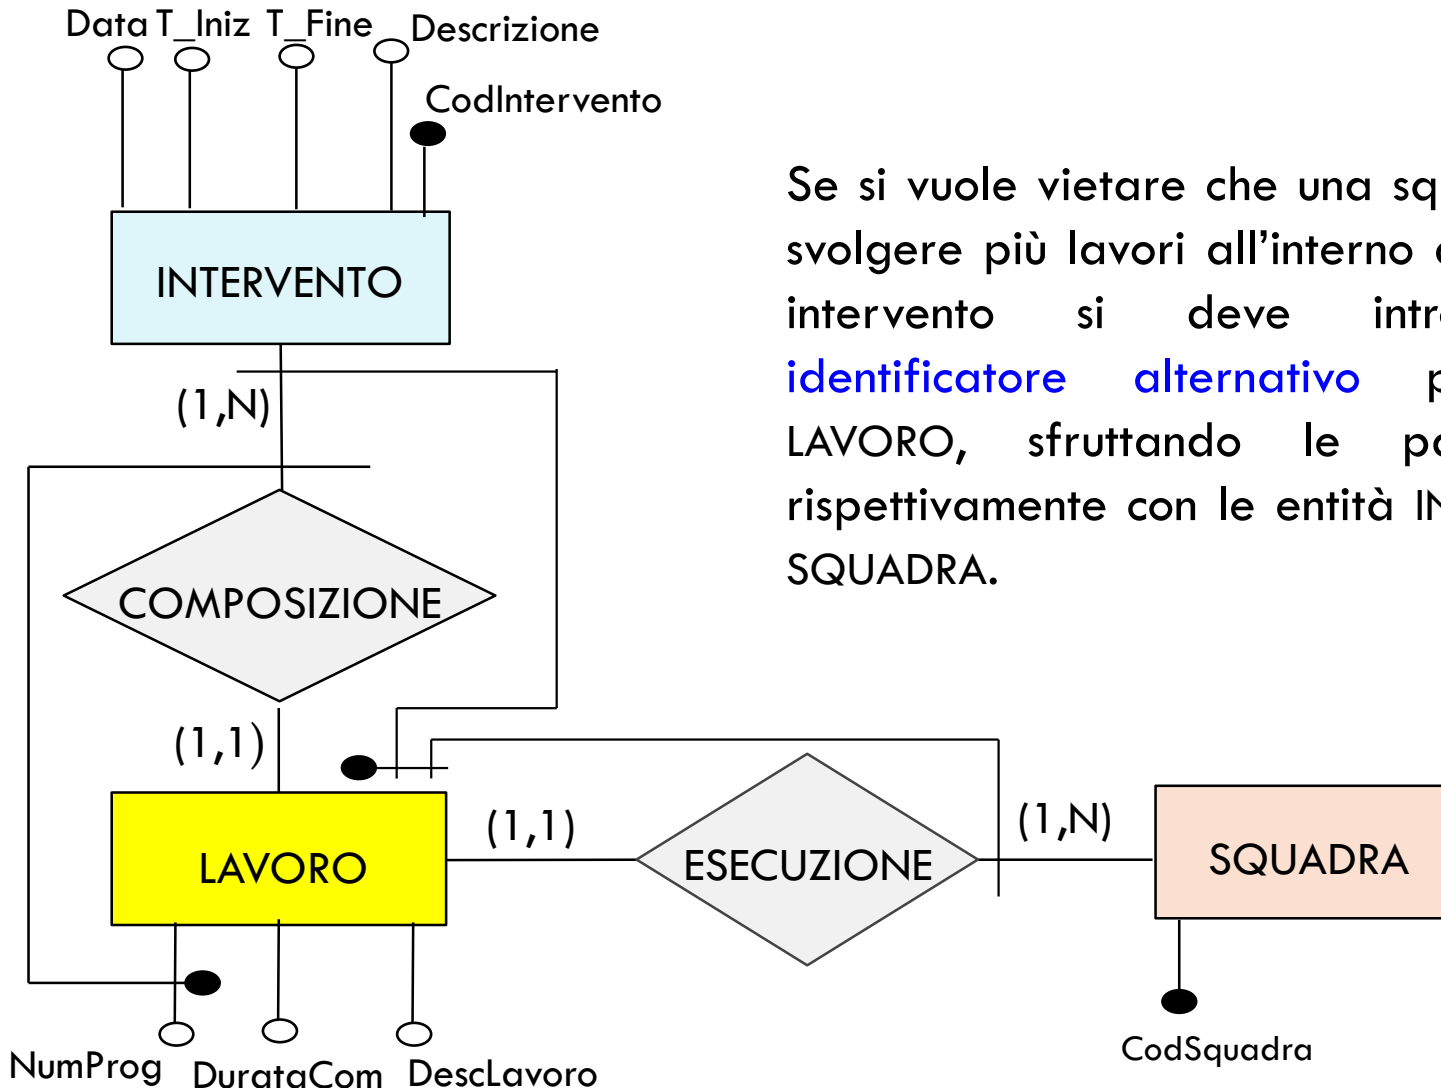 Data T_Iniz T_Fine Descrizione
CodIntervento
INTERVENTO
(1,N)
COMPOSIZIONE
(1,1)
LAVORO
(1,1)
ESECUZIONE
(1,N)
SQUADRA
NumProg DurataCom DescLavoro
CodSquadra
Se si vuole vietare che una
svolgere più lavori all'interno
intervento si deve
identificatore alternativo
LAVORO, sfruttando le
rispettivamente con le entità
SQUADRA.